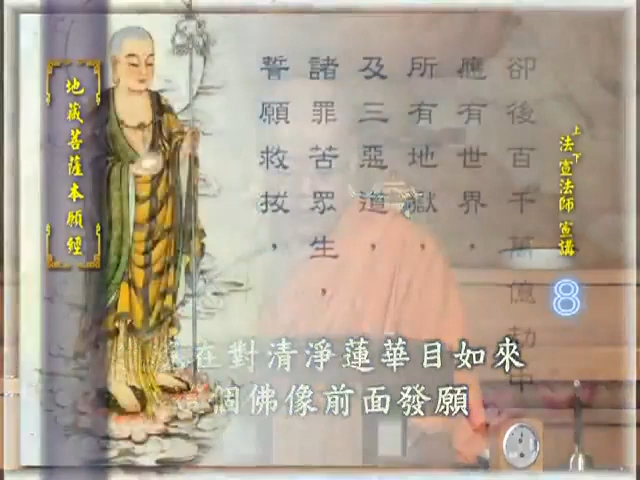 地藏菩薩本願經
卻後百千萬億劫中
應有世界，
所有地獄，
及三惡道，
諸罪苦眾生，
誓願救拔，
上法下宣法師 宣講
8
在對清淨蓮華目如來
個佛像前面發願